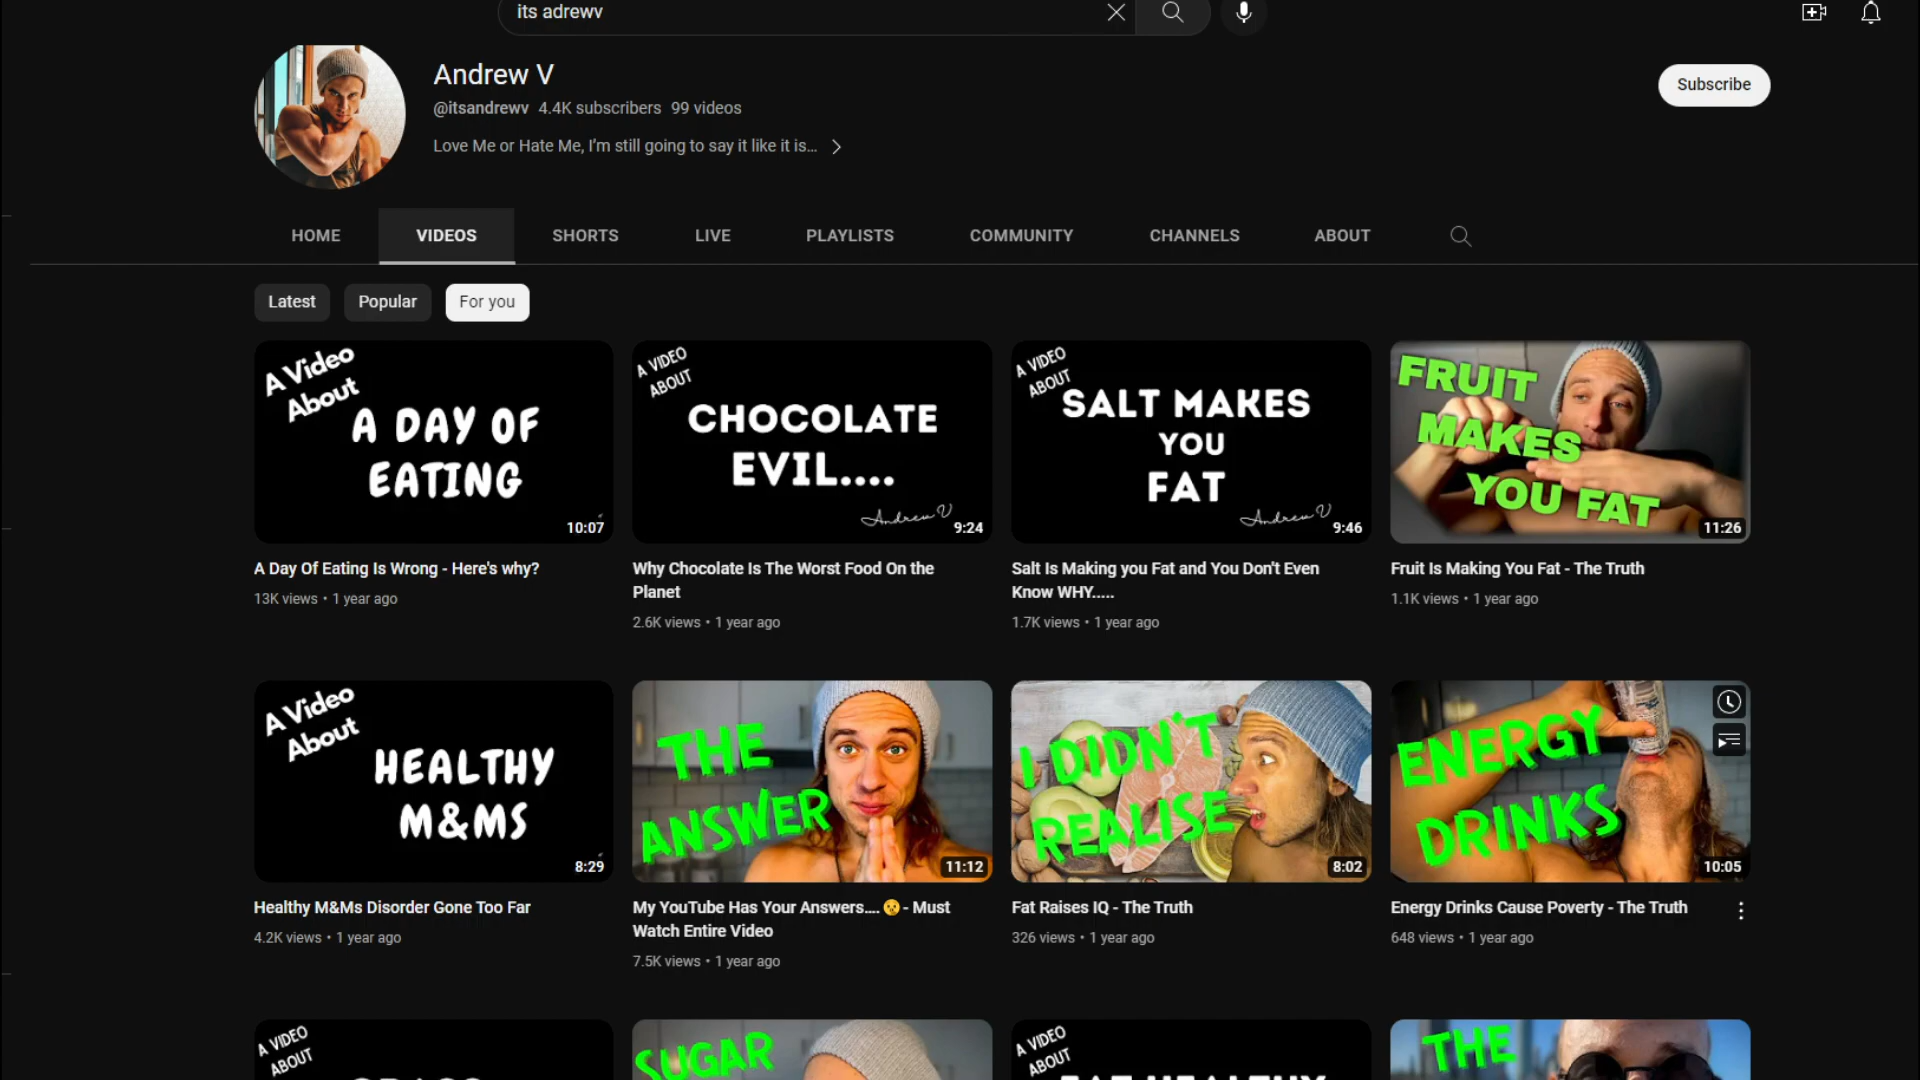 its adrewv
Andrew V
@itsandrewv 4.4K subscribers 99 videos
Love Me or Hate Me, I'm still going to say it like it is...
Subscribe
HOME VIDEOS SHORTS LIVE PLAYLISTS COMMUNITY CHANNELS ABOUT
Latest Popular For you
A Video
About
A DAY OF
EATING
10:07
A Day Of Eating Is Wrong - Here's why?
13K views • 1 year ago
A VIDEO
ABOUT
CHOCOLATE
EVIL....
Andrew V
9:24
Why Chocolate Is The Worst Food On the
Planet
2.6K views • 1 year ago
A VIDEO
ABOUT
SALT MAKES
YOU
FAT
Andrew V
9:46
Salt Is Making you Fat and You Don't Even
Know WHY.....
1.7K views • 1 year ago
FRUIT
MAKES
YOU FAT
11:26
Fruit Is Making You Fat - The Truth
1.1K views • 1 year ago
A Video
About
HEALTHY
M&MS
8:29
Healthy M&Ms Disorder Gone Too Far
4.2K views • 1 year ago
THE
ANSWER
11:12
My YouTube Has Your Answers.... 😯 - Must
Watch Entire Video
7.5K views • 1 year ago
I DIDN'T
REALISE
8:02
Fat Raises IQ - The Truth
326 views • 1 year ago
ENERGY
DRINKS
10:05
Energy Drinks Cause Poverty - The Truth
648 views • 1 year ago
A VIDEO
ABOUT
SUGAR
A VIDEO
ABOUT
EAT HEALTHY
THE